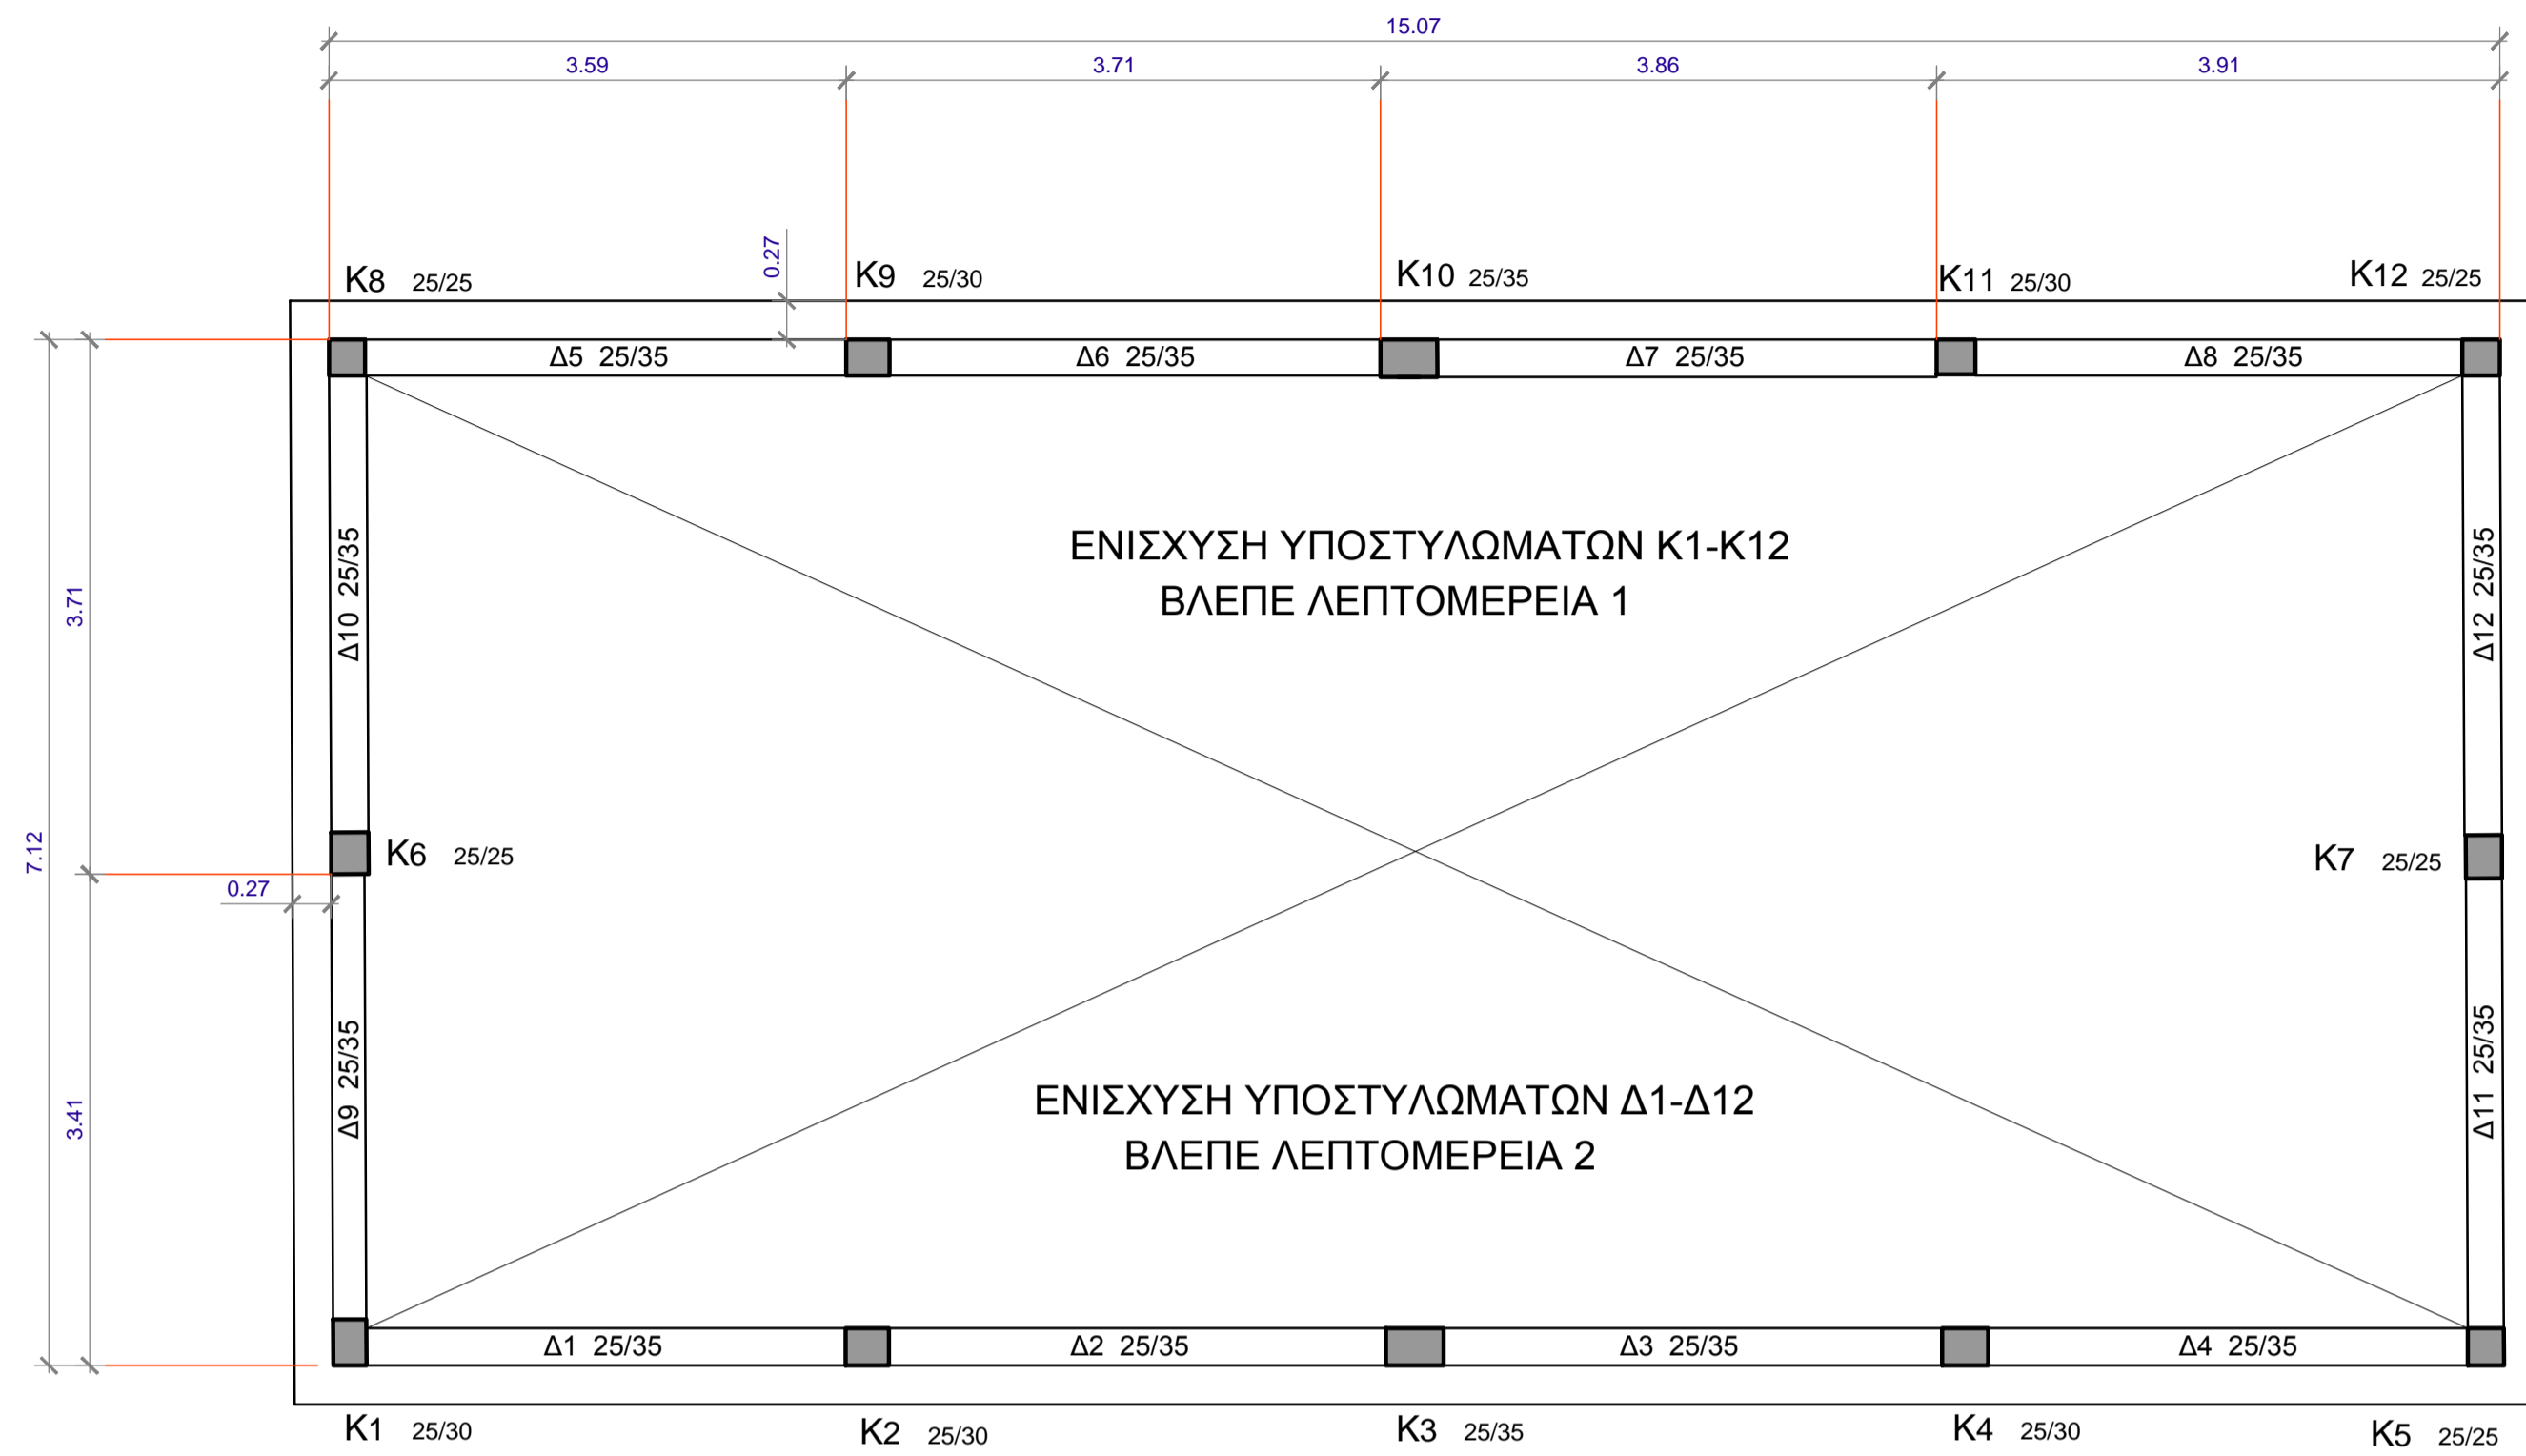 15.07
3.59 3.71 3.86 3.91
0.27
K8 25/25 K9 25/30 K10 25/35 K11 25/30 K12 25/25
Δ5 25/35 Δ6 25/35 Δ7 25/35 Δ8 25/35
Δ10 25/35
Δ12 25/35
ΕΝΙΣΧΥΣΗ ΥΠΟΣΤΥΛΩΜΑΤΩΝ Κ1-Κ12
ΒΛΕΠΕ ΛΕΠΤΟΜΕΡΕΙΑ 1
3.71
7.12
K6 25/25
K7 25/25
0.27
Δ9 25/35
Δ11 25/35
3.41
ΕΝΙΣΧΥΣΗ ΥΠΟΣΤΥΛΩΜΑΤΩΝ Δ1-Δ12
ΒΛΕΠΕ ΛΕΠΤΟΜΕΡΕΙΑ 2
Δ1 25/35 Δ2 25/35 Δ3 25/35 Δ4 25/35
K1 25/30 K2 25/30 K3 25/35 K4 25/30 K5 25/25